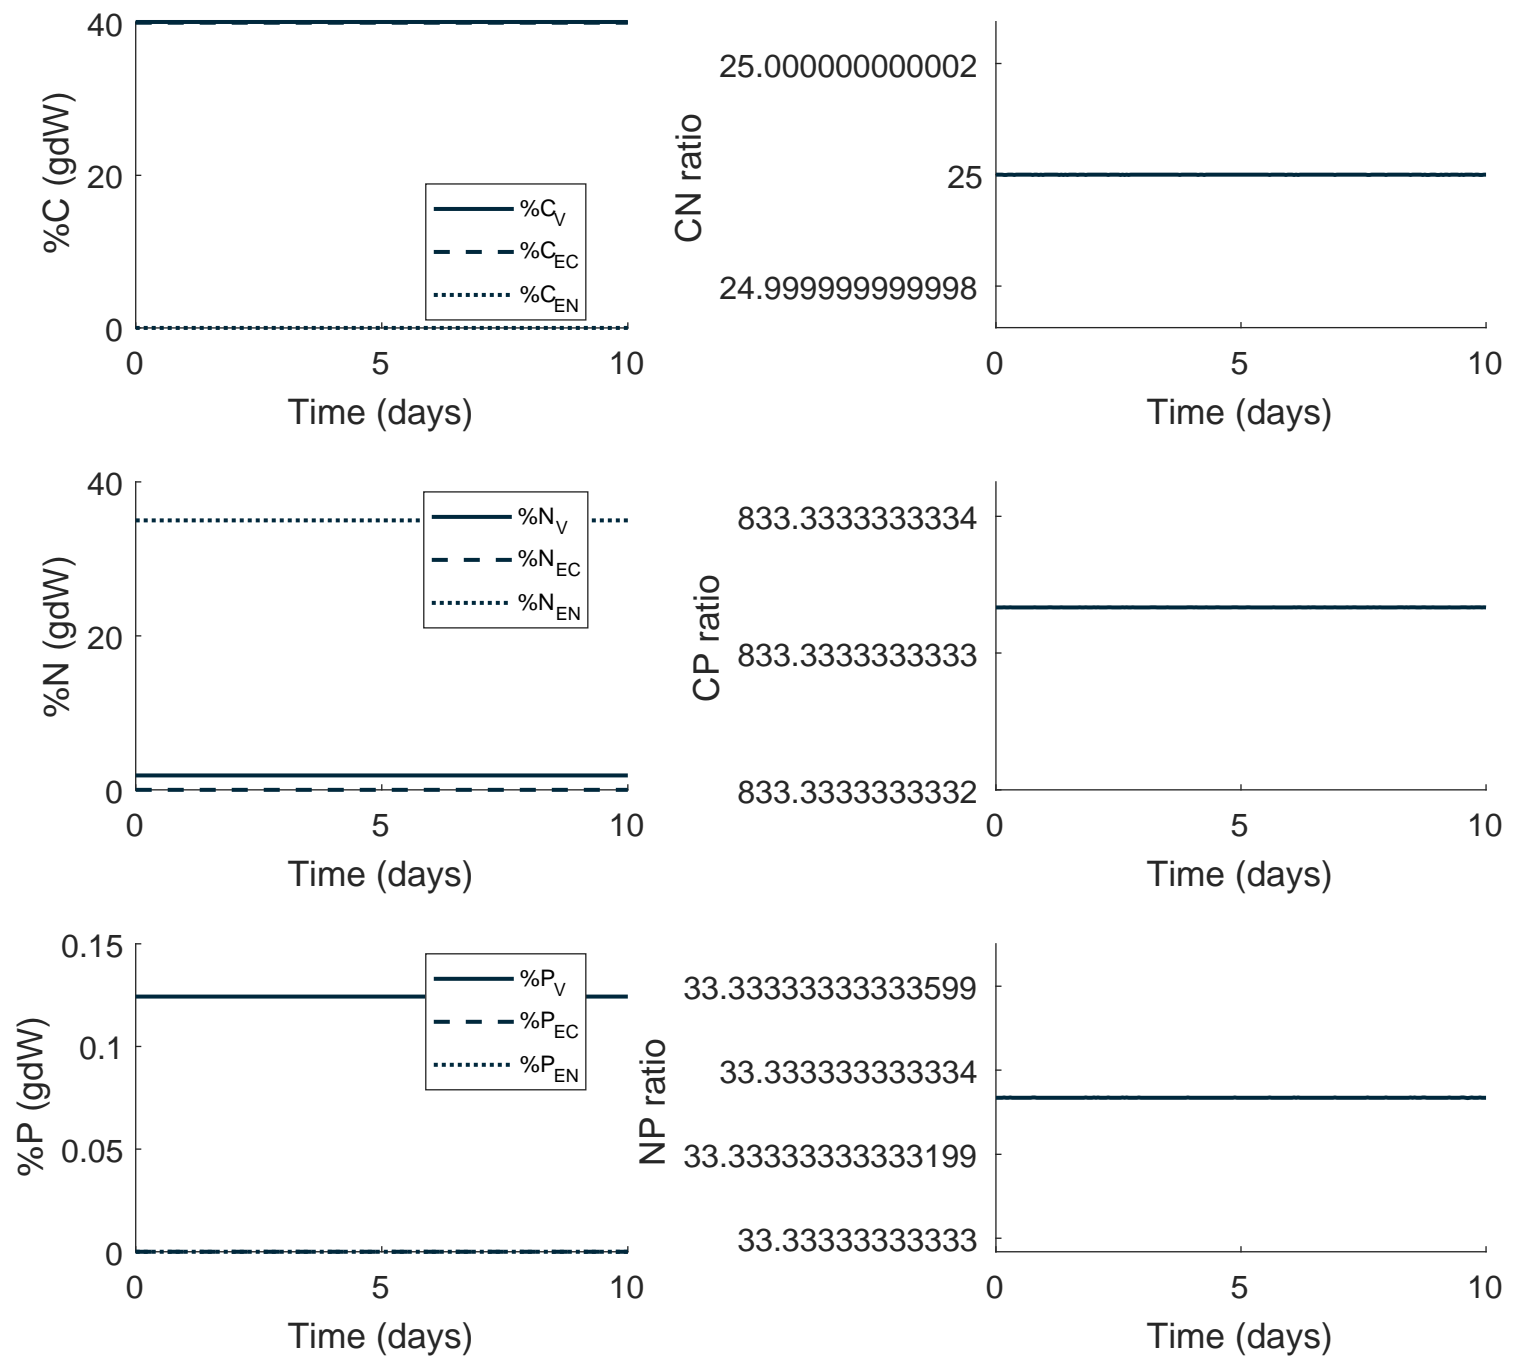 %C (gdW)
40
20
0
%C_V
%C_EC
%C_EN
0 5 10
Time (days)
CN ratio
25.000000000002
25
24.999999999998
0 5 10
Time (days)
%N (gdW)
40
20
0
%N_V
%N_EC
%N_EN
0 5 10
Time (days)
CP ratio
833.3333333334
833.3333333333
833.3333333332
0 5 10
Time (days)
%P (gdW)
0.15
0.1
0.05
0
%P_V
%P_EC
%P_EN
0 5 10
Time (days)
NP ratio
33.33333333333599
33.333333333334
33.33333333333199
33.33333333333
0 5 10
Time (days)